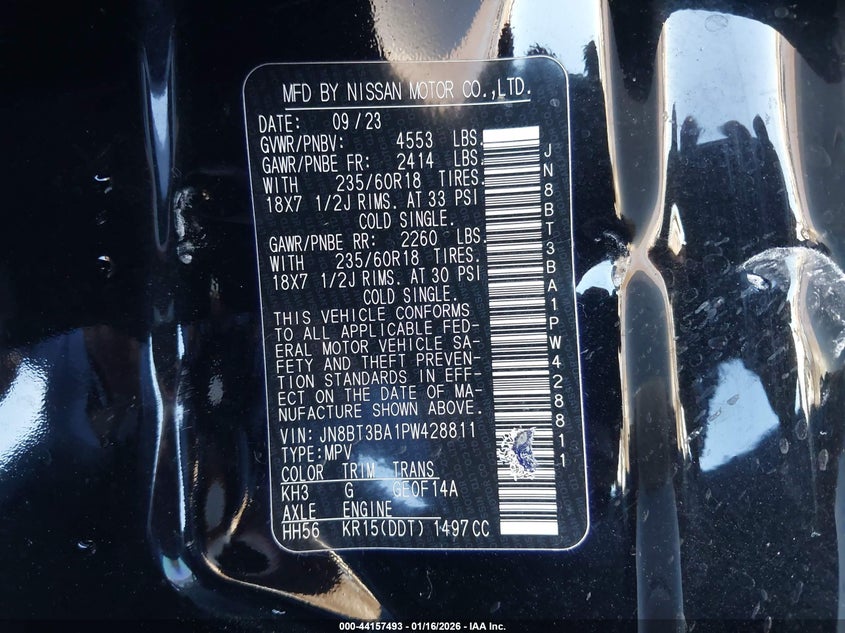 MFD BY NISSAN MOTOR CO.,LTD.
DATE: 09/23
GVWR/PNBV: 4553 LBS.
GAWR/PNBE FR: 2414 LBS.
WITH 235/60R18 TIRES.
18X7 1/2J RIMS. AT 33 PSI
COLD SINGLE.
GAWR/PNBE RR: 2260 LBS.
WITH 235/60R18 TIRES.
18X7 1/2J RIMS. AT 30 PSI
COLD SINGLE.
THIS VEHICLE CONFORMS
TO ALL APPLICABLE FED-
ERAL MOTOR VEHICLE SA-
FETY AND THEFT PREVEN-
TION STANDARDS IN EFF-
ECT ON THE DATE OF MA-
NUFACTURE SHOWN ABOVE.
VIN: JN8BT3BA1PW428811
TYPE: MPV
COLOR TRIM TRANS
KH3 G GE0F14A
AXLE ENGINE
HH56 KR15(DDT) 1497CC
JN8BT3BA1PW428811
000-44157493 - 01/16/2026 - IAA Inc.